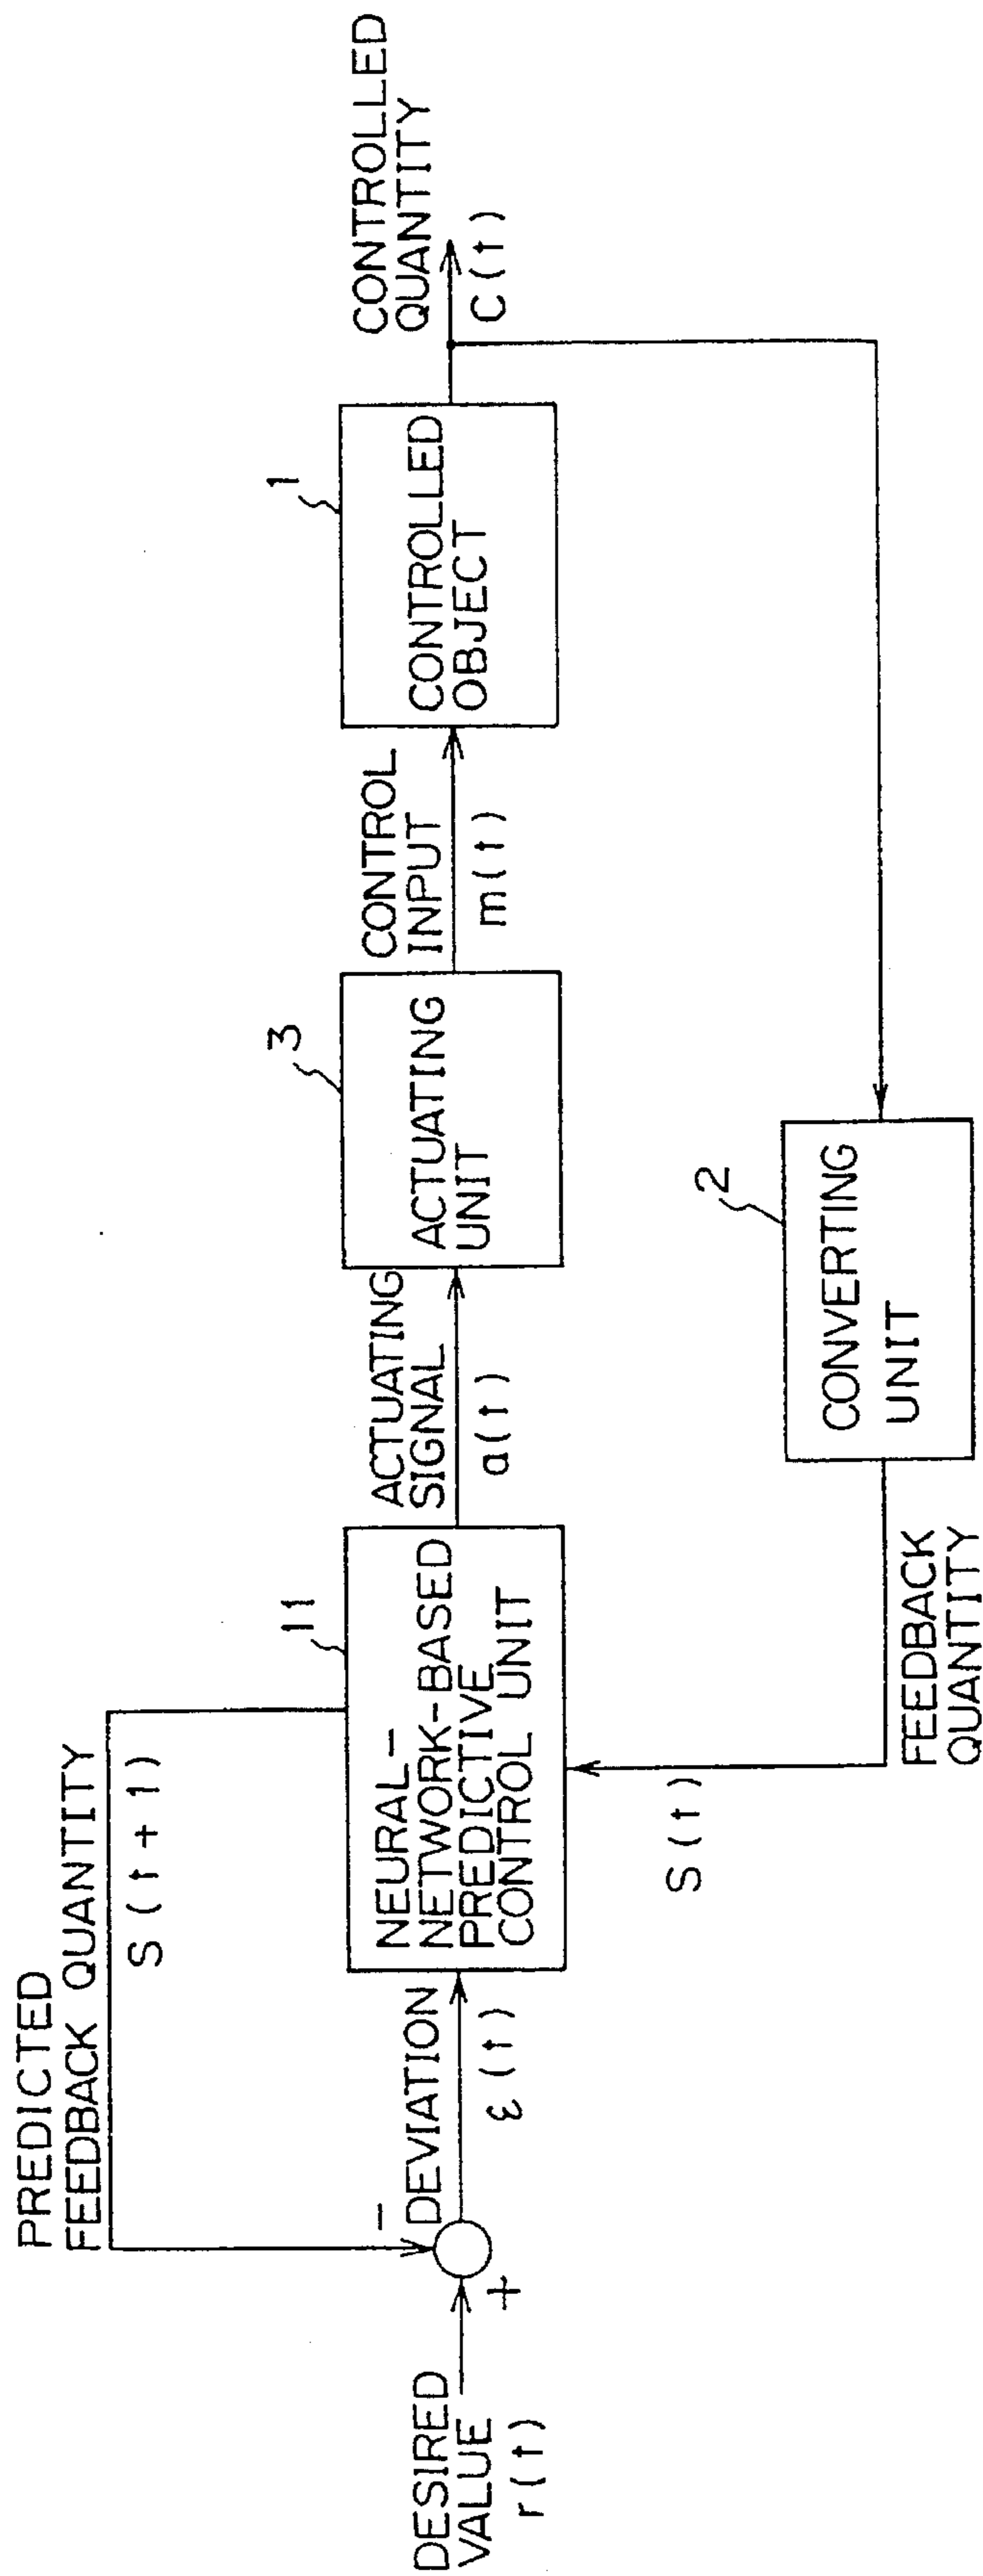 PREDICTED
FEEDBACK QUANTITY
S(t+1)
DESIRED
VALUE
r(t)
+
−
DEVIATION
ε(t)
11
NEURAL-
NETWORK-BASED
PREDICTIVE
CONTROL UNIT
ACTUATING
SIGNAL
a(t)
3
ACTUATING
UNIT
CONTROL
INPUT
m(t)
1
CONTROLLED
OBJECT
CONTROLLED
QUANTITY
C(t)
S(t)
FEEDBACK
QUANTITY
2
CONVERTING
UNIT